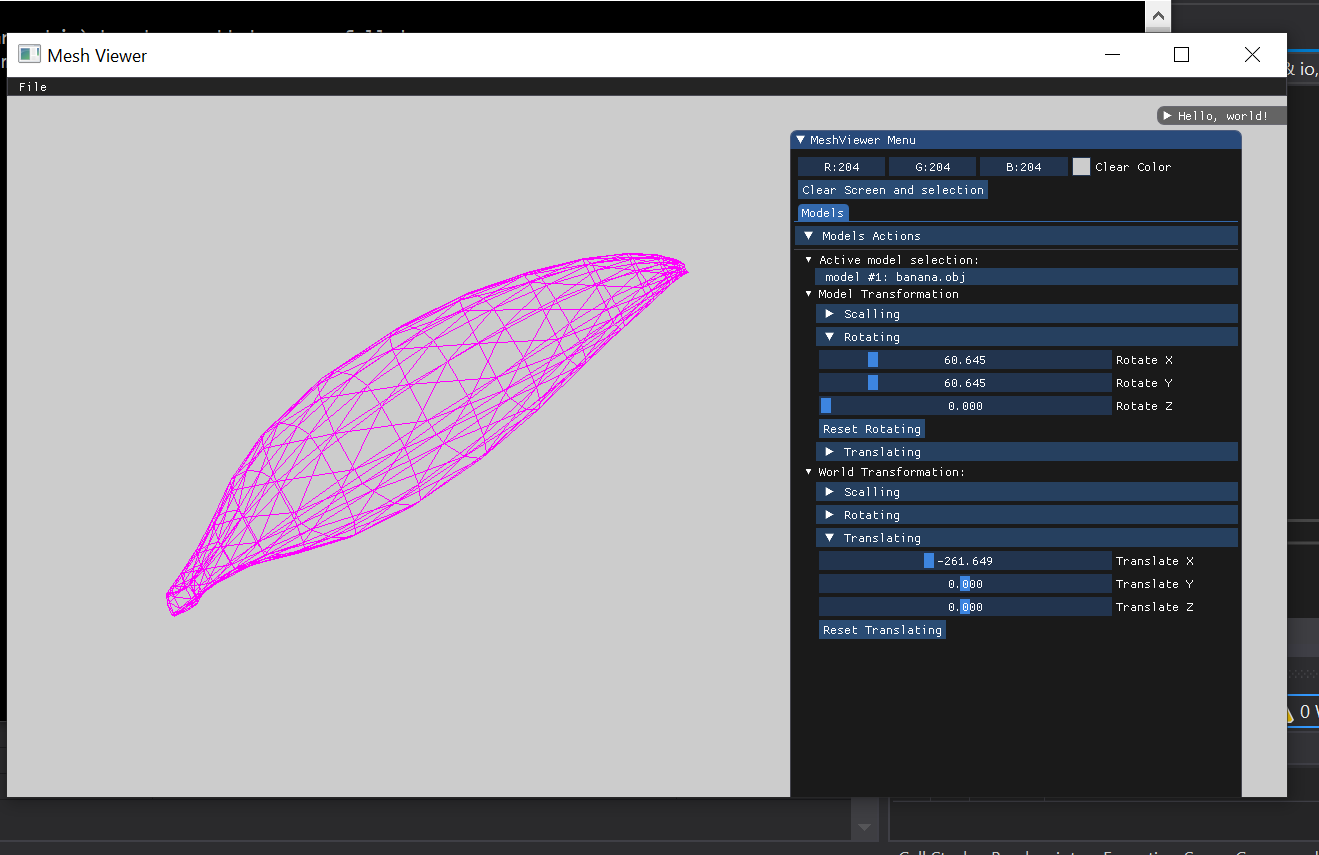 Mesh Viewer
& io,
File
Hello, world!
MeshViewer Menu
R:204 G:204 B:204 Clear Color
Clear Screen and selection
Models
Models Actions
Active model selection:
model #1: banana.obj
Model Transformation
Scalling
Rotating
60.645 Rotate X
60.645 Rotate Y
0.000 Rotate Z
Reset Rotating
Translating
World Transformation:
Scalling
Rotating
Translating
-261.649 Translate X
0.000 Translate Y
0.000 Translate Z
Reset Translating
0